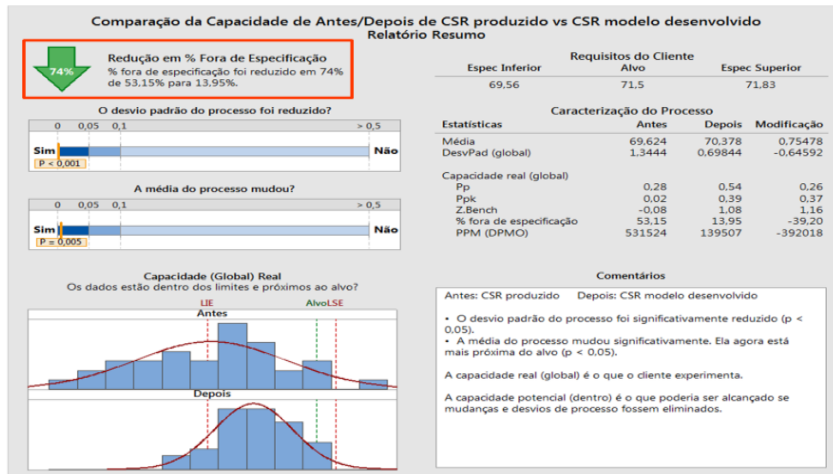 Comparação da Capacidade de Antes/Depois de CSR produzido vs CSR modelo desenvolvido
Relatório Resumo
74%
Redução em % Fora de Especificação
% fora de especificação foi reduzido em 74%
de 53.15% para 13,95%.
O desvio padrão do processo foi reduzido?
0 0,05 0,1 > 0,5
Sim Não
P < 0,001
A média do processo mudou?
0 0,05 0,1 > 0,5
Sim Não
P = 0,005
Capacidade (Global) Real
Os dados estão dentro dos limites e próximos ao alvo?
LIE AlvoLSE
Antes
Depois
Requisitos do Cliente
Espec Inferior Alvo Espec Superior
69,56 71,5 71,83
Caracterização do Processo
Estatísticas Antes Depois Modificação
Média 69.624 70,378 0,75478
DesvPad (global) 1,3444 0,69844 -0,64592
Capacidade real (global)
Pp 0,28 0,54 0,26
Ppk 0,02 0,39 0,37
Z.Bench -0,08 1,08 1,16
% fora de especificação 53,15 13,95 -39,20
PPM (DPMO) 531524 139507 -392018
Comentários
Antes: CSR produzido Depois: CSR modelo desenvolvido
• O desvio padrão do processo foi significativamente reduzido (p <
0,05).
• A média do processo mudou significativamente. Ela agora está
mais próxima do alvo (p < 0,05).
A capacidade real (global) é o que o cliente experimenta.
A capacidade potencial (dentro) é o que poderia ser alcançado se
mudanças e desvios de processo fossem eliminados.